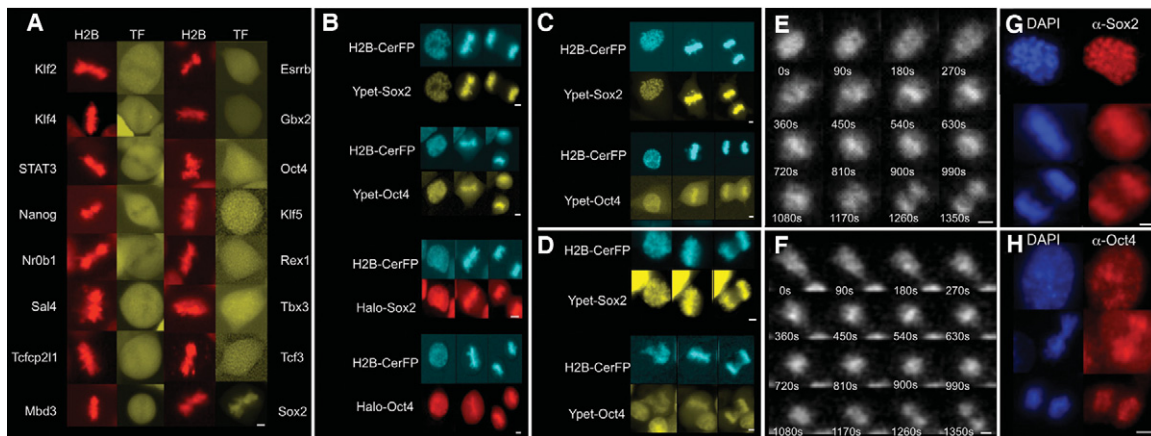 A
H2B TF H2B TF
Klf2 Esrrb
Klf4 Gbx2
STAT3 Oct4
Nanog Klf5
Nr0b1 Rex1
Sal4 Tbx3
Tcfcp2l1 Tcf3
Mbd3 Sox2
B
H2B-CerFP
Ypet-Sox2
H2B-CerFP
Ypet-Oct4
H2B-CerFP
Halo-Sox2
H2B-CerFP
Halo-Oct4
C
H2B-CerFP
Ypet-Sox2
H2B-CerFP
Ypet-Oct4
D
H2B-CerFP
Ypet-Sox2
H2B-CerFP
Ypet-Oct4
E
0s 90s 180s 270s
360s 450s 540s 630s
720s 810s 900s 990s
1080s 1170s 1260s 1350s
F
0s 90s 180s 270s
360s 450s 540s 630s
720s 810s 900s 990s
1080s 1170s 1260s 1350s
G DAPI α-Sox2
H DAPI α-Oct4